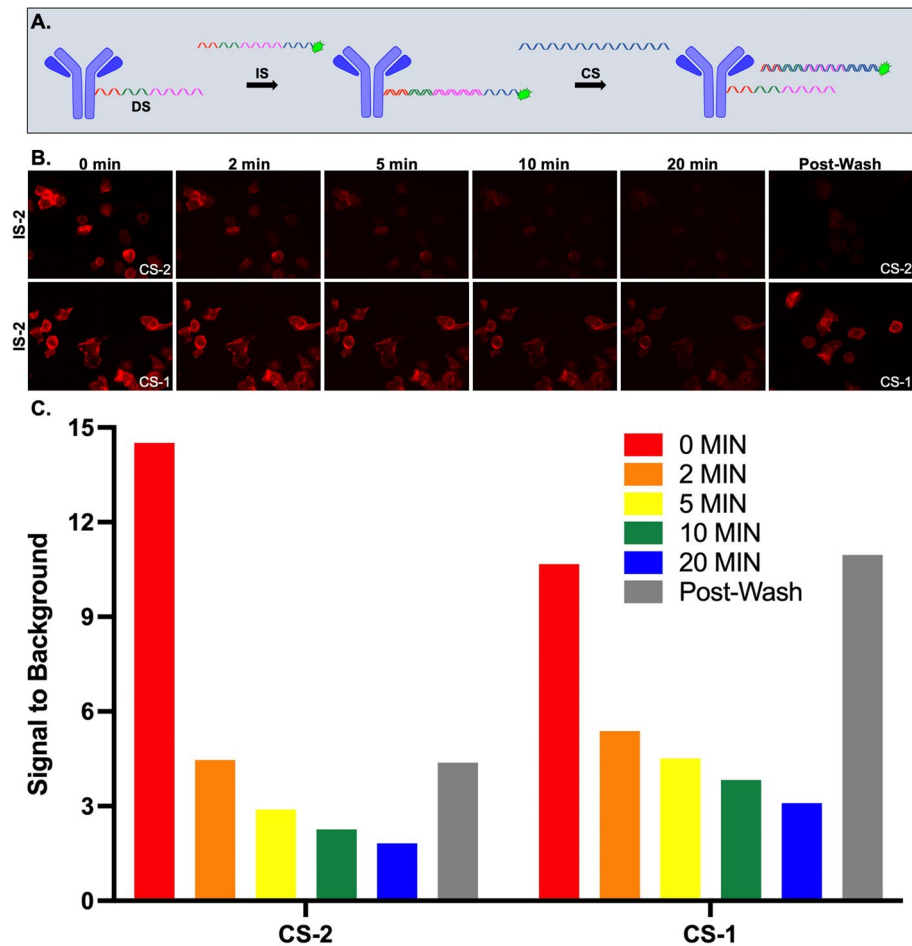 A.
DS
IS
CS
B.
0 min 2 min 5 min 10 min 20 min Post-Wash
IS-2
CS-2
CS-2
IS-2
CS-1
CS-1
C.
Signal to Background
15
12
9
6
3
0
0 MIN
2 MIN
5 MIN
10 MIN
20 MIN
Post-Wash
CS-2 CS-1